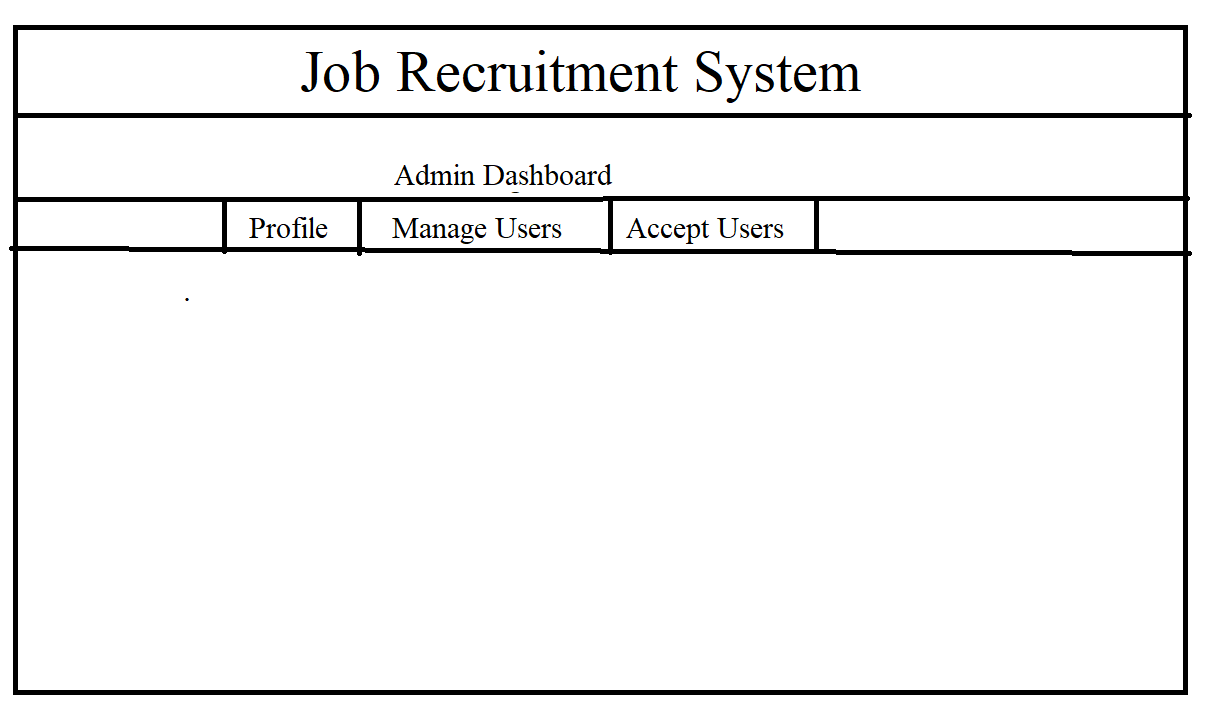 Job Recruitment System
Admin Dashboard
Profile Manage Users Accept Users